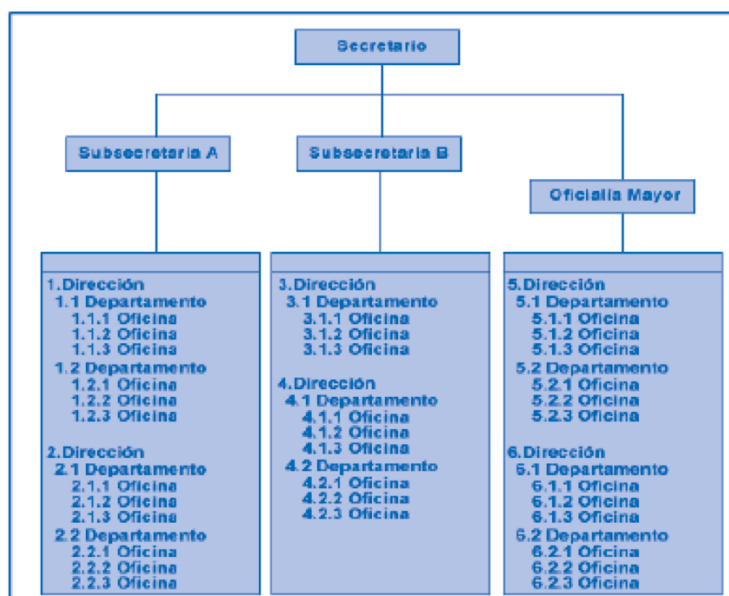 Secretario
Subsecretaria A
Subsecretaria B
Oficialia Mayor
1.Dirección
1.1 Departamento
1.1.1 Oficina
1.1.2 Oficina
1.1.3 Oficina
1.2 Departamento
1.2.1 Oficina
1.2.2 Oficina
1.2.3 Oficina
2.Dirección
2.1 Departamento
2.1.1 Oficina
2.1.2 Oficina
2.1.3 Oficina
2.2 Departamento
2.2.1 Oficina
2.2.2 Oficina
2.2.3 Oficina
3.Dirección
3.1 Departamento
3.1.1 Oficina
3.1.2 Oficina
3.1.3 Oficina
4.Dirección
4.1 Departamento
4.1.1 Oficina
4.1.2 Oficina
4.1.3 Oficina
4.2 Departamento
4.2.1 Oficina
4.2.2 Oficina
4.2.3 Oficina
5.Dirección
5.1 Departamento
5.1.1 Oficina
5.1.2 Oficina
5.1.3 Oficina
5.2 Departamento
5.2.1 Oficina
5.2.2 Oficina
5.2.3 Oficina
6.Dirección
6.1 Departamento
6.1.1 Oficina
6.1.2 Oficina
6.1.3 Oficina
6.2 Departamento
6.2.1 Oficina
6.2.2 Oficina
6.2.3 Oficina